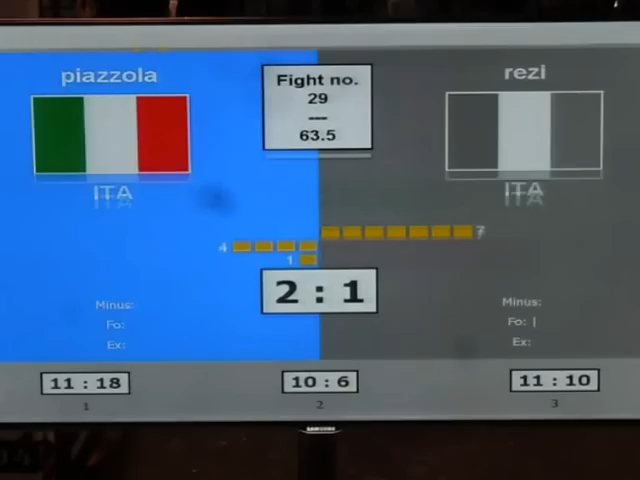 piazzola
Fight no.
29
---
63.5
rezi
ITA
ITA
7
4
1
2 : 1
Minus:
Fo:
Ex:
Minus:
Fo: |
Ex:
11 : 18
10 : 6
11 : 10
1
2
3